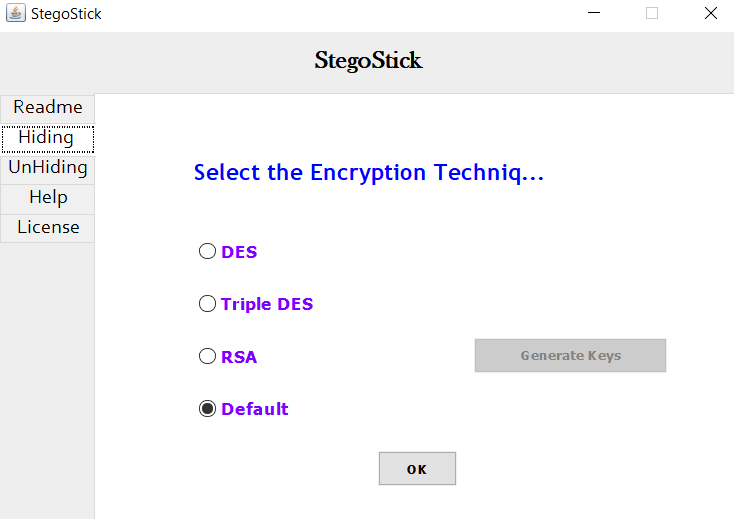 StegoStick
StegoStick
Readme
Hiding
UnHiding
Help
License
Select the Encryption Techniq...
DES
Triple DES
RSA
Generate Keys
Default
OK